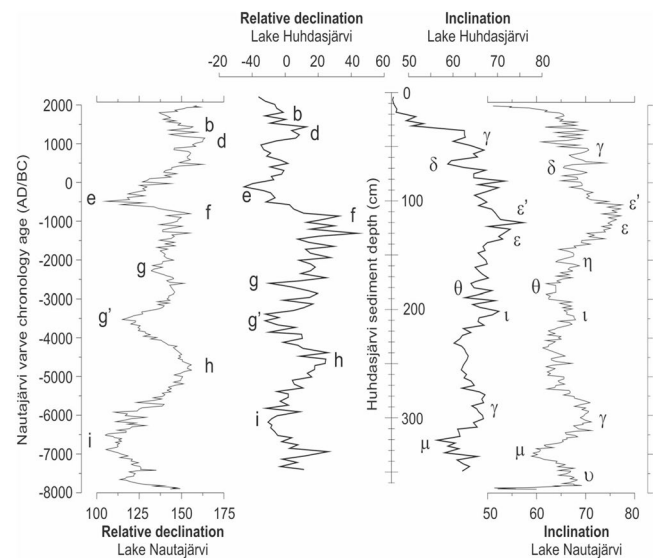 Relative declination
Lake Huhdasjärvi
Inclination
Lake Huhdasjärvi
-20 0 20 40 60
50 60 70 80
2000
1000
0
-1000
-2000
-3000
-4000
-5000
-6000
-7000
-8000
Nautajärvi varve chronology age (AD/BC)
b
d
e
f
g
g'
h
i
100 125 150 175
Relative declination
Lake Nautajärvi
b
d
e
f
g
g'
h
i
0
100
200
300
Huhdasjärvi sediment depth (cm)
γ
δ
ε'
ε
θ
ι
γ
μ
γ
δ
ε'
ε
η
θ
ι
γ
μ
υ
50 60 70 80
Inclination
Lake Nautajärvi